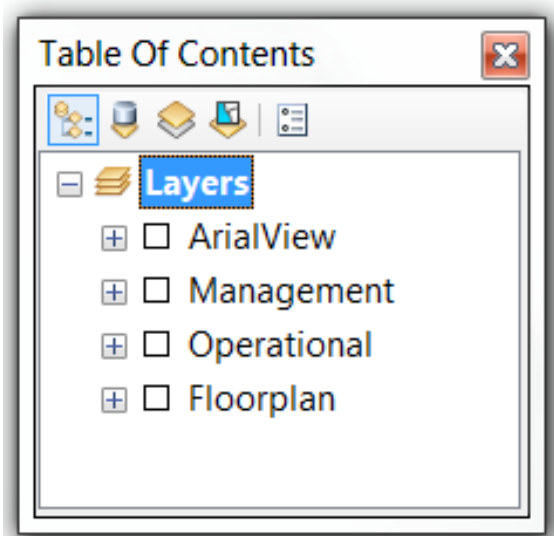 Table Of Contents
Layers
ArialView
Management
Operational
Floorplan